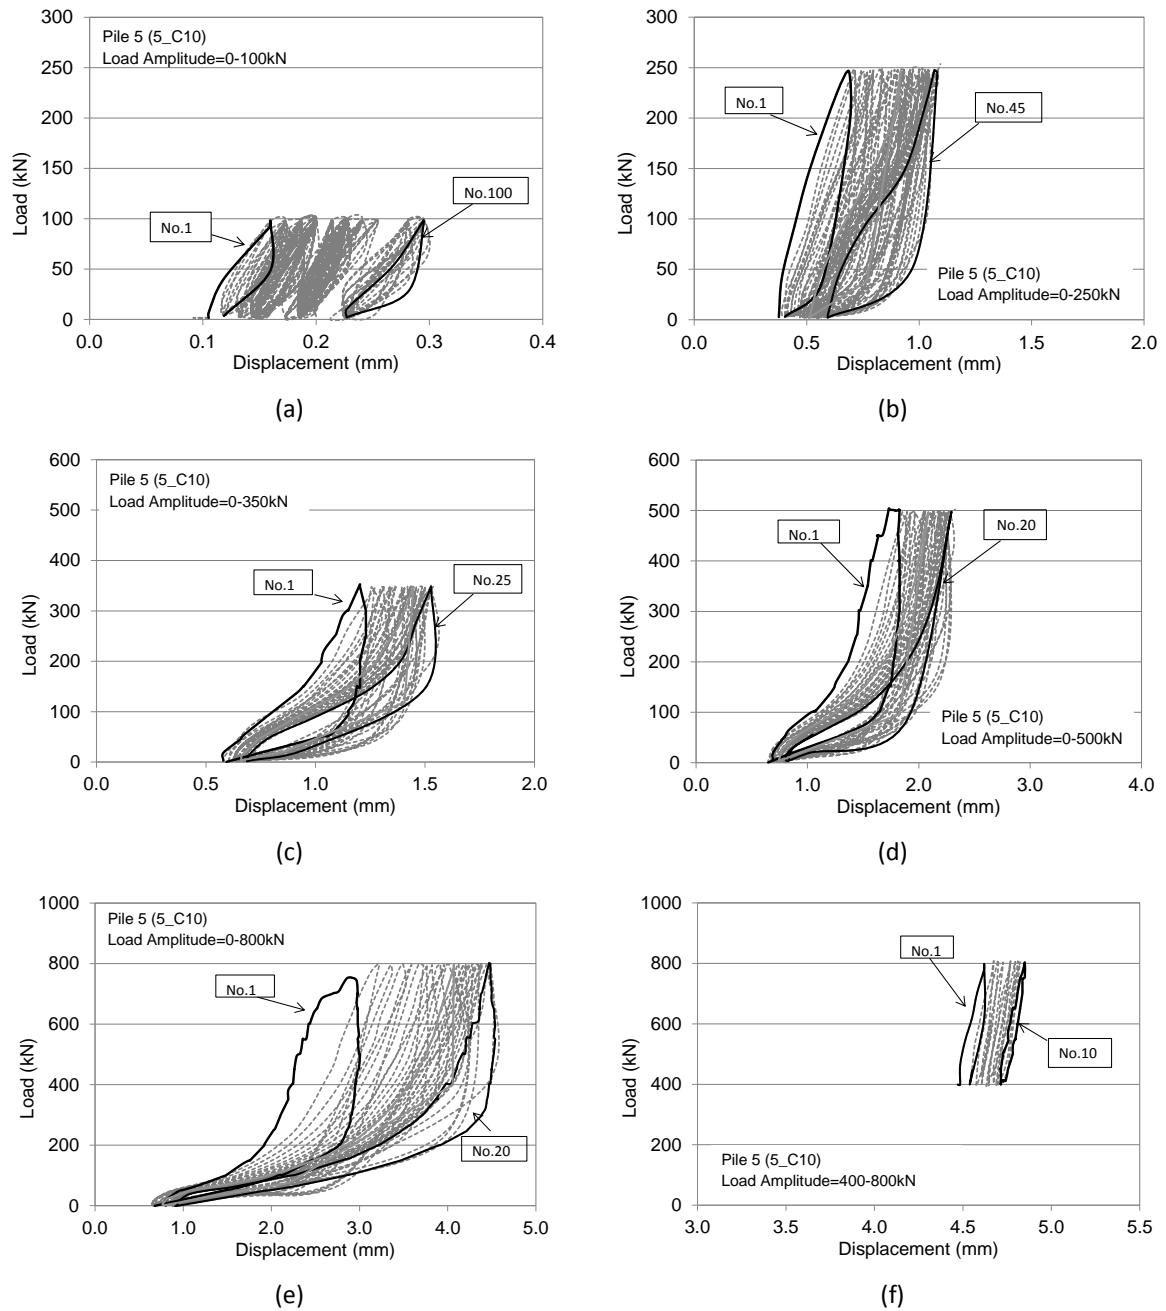 300
250
200
150
100
50
0
Load (kN)
Pile 5 (5_C10)
Load Amplitude=0-100kN
No.1
No.100
0.0 0.1 0.2 0.3 0.4
Displacement (mm)
(a)
300
250
200
150
100
50
0
Load (kN)
No.1
No.45
Pile 5 (5_C10)
Load Amplitude=0-250kN
0.0 0.5 1.0 1.5 2.0
Displacement (mm)
(b)
600
500
400
300
200
100
0
Load (kN)
Pile 5 (5_C10)
Load Amplitude=0-350kN
No.1
No.25
0.0 0.5 1.0 1.5 2.0
Displacement (mm)
(c)
600
500
400
300
200
100
0
Load (kN)
No.1
No.20
Pile 5 (5_C10)
Load Amplitude=0-500kN
0.0 1.0 2.0 3.0 4.0
Displacement (mm)
(d)
1000
800
600
400
200
0
Load (kN)
Pile 5 (5_C10)
Load Amplitude=0-800kN
No.1
No.20
0.0 1.0 2.0 3.0 4.0 5.0
Displacement (mm)
(e)
1000
800
600
400
200
0
Load (kN)
No.1
No.10
Pile 5 (5_C10)
Load Amplitude=400-800kN
3.0 3.5 4.0 4.5 5.0 5.5
Displacement (mm)
(f)